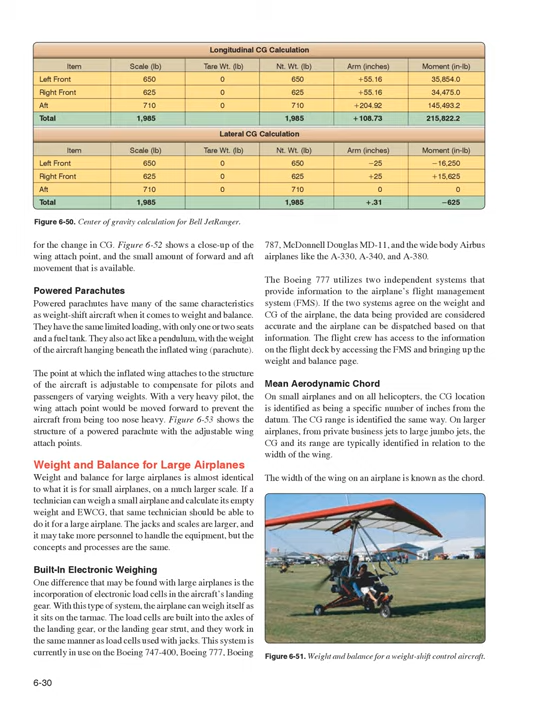 Longitudinal CG Calculation
Item Scale (lb) Tare Wt. (lb) Nt. Wt. (lb) Arm (inches) Moment (in-lb)
Left Front 650 0 650 +55.16 35,854.0
Right Front 625 0 625 +55.16 34,475.0
Aft 710 0 710 +204.92 145,493.2
Total 1,985 1,985 +108.73 215,822.2
Lateral CG Calculation
Item Scale (lb) Tare Wt. (lb) Nt. Wt. (lb) Arm (inches) Moment (in-lb)
Left Front 650 0 650 −25 −16,250
Right Front 625 0 625 +25 +15,625
Aft 710 0 710 0 0
Total 1,985 1,985 +.31 −625
Figure 6-50. Center of gravity calculation for Bell JetRanger.
for the change in CG. Figure 6-52 shows a close-up of the
wing attach point, and the small amount of forward and aft
movement that is available.
Powered Parachutes
Powered parachutes have many of the same characteristics
as weight-shift aircraft when it comes to weight and balance.
They have the same limited loading, with only one or two seats
and a fuel tank. They also act like a pendulum, with the weight
of the aircraft hanging beneath the inflated wing (parachute).
The point at which the inflated wing attaches to the structure
of the aircraft is adjustable to compensate for pilots and
passengers of varying weights. With a very heavy pilot, the
wing attach point would be moved forward to prevent the
aircraft from being too nose heavy. Figure 6-53 shows the
structure of a powered parachute with the adjustable wing
attach points.
Weight and Balance for Large Airplanes
Weight and balance for large airplanes is almost identical
to what it is for small airplanes, on a much larger scale. If a
technician can weigh a small airplane and calculate its empty
weight and EWCG, that same technician should be able to
do it for a large airplane. The jacks and scales are larger, and
it may take more personnel to handle the equipment, but the
concepts and processes are the same.
Built-In Electronic Weighing
One difference that may be found with large airplanes is the
incorporation of electronic load cells in the aircraft's landing
gear. With this type of system, the airplane can weigh itself as
it sits on the tarmac. The load cells are built into the axles of
the landing gear, or the landing gear strut, and they work in
the same manner as load cells used with jacks. This system is
currently in use on the Boeing 747-400, Boeing 777, Boeing
787, McDonnell Douglas MD-11, and the wide body Airbus
airplanes like the A-330, A-340, and A-380.
The Boeing 777 utilizes two independent systems that
provide information to the airplane's flight management
system (FMS). If the two systems agree on the weight and
CG of the airplane, the data being provided are considered
accurate and the airplane can be dispatched based on that
information. The flight crew has access to the information
on the flight deck by accessing the FMS and bringing up the
weight and balance page.
Mean Aerodynamic Chord
On small airplanes and on all helicopters, the CG location
is identified as being a specific number of inches from the
datum. The CG range is identified the same way. On larger
airplanes, from private business jets to large jumbo jets, the
CG and its range are typically identified in relation to the
width of the wing.
The width of the wing on an airplane is known as the chord.
Figure 6-51. Weight and balance for a weight-shift control aircraft.
6-30